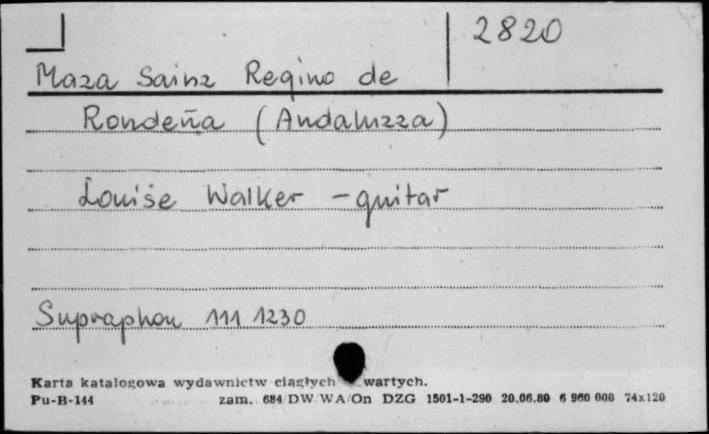 2820
Maza Sainz Regino de
Rondeña (Andaluzza)
Louise Walker - guitar
Supraphon 111 1230
Karta katalogowa wydawnictw ciągłych wartych.
Pu-B-144 zam. 684/DW/WA/On DZG 1501-1-290 20.06.80 6 960 000 74x120